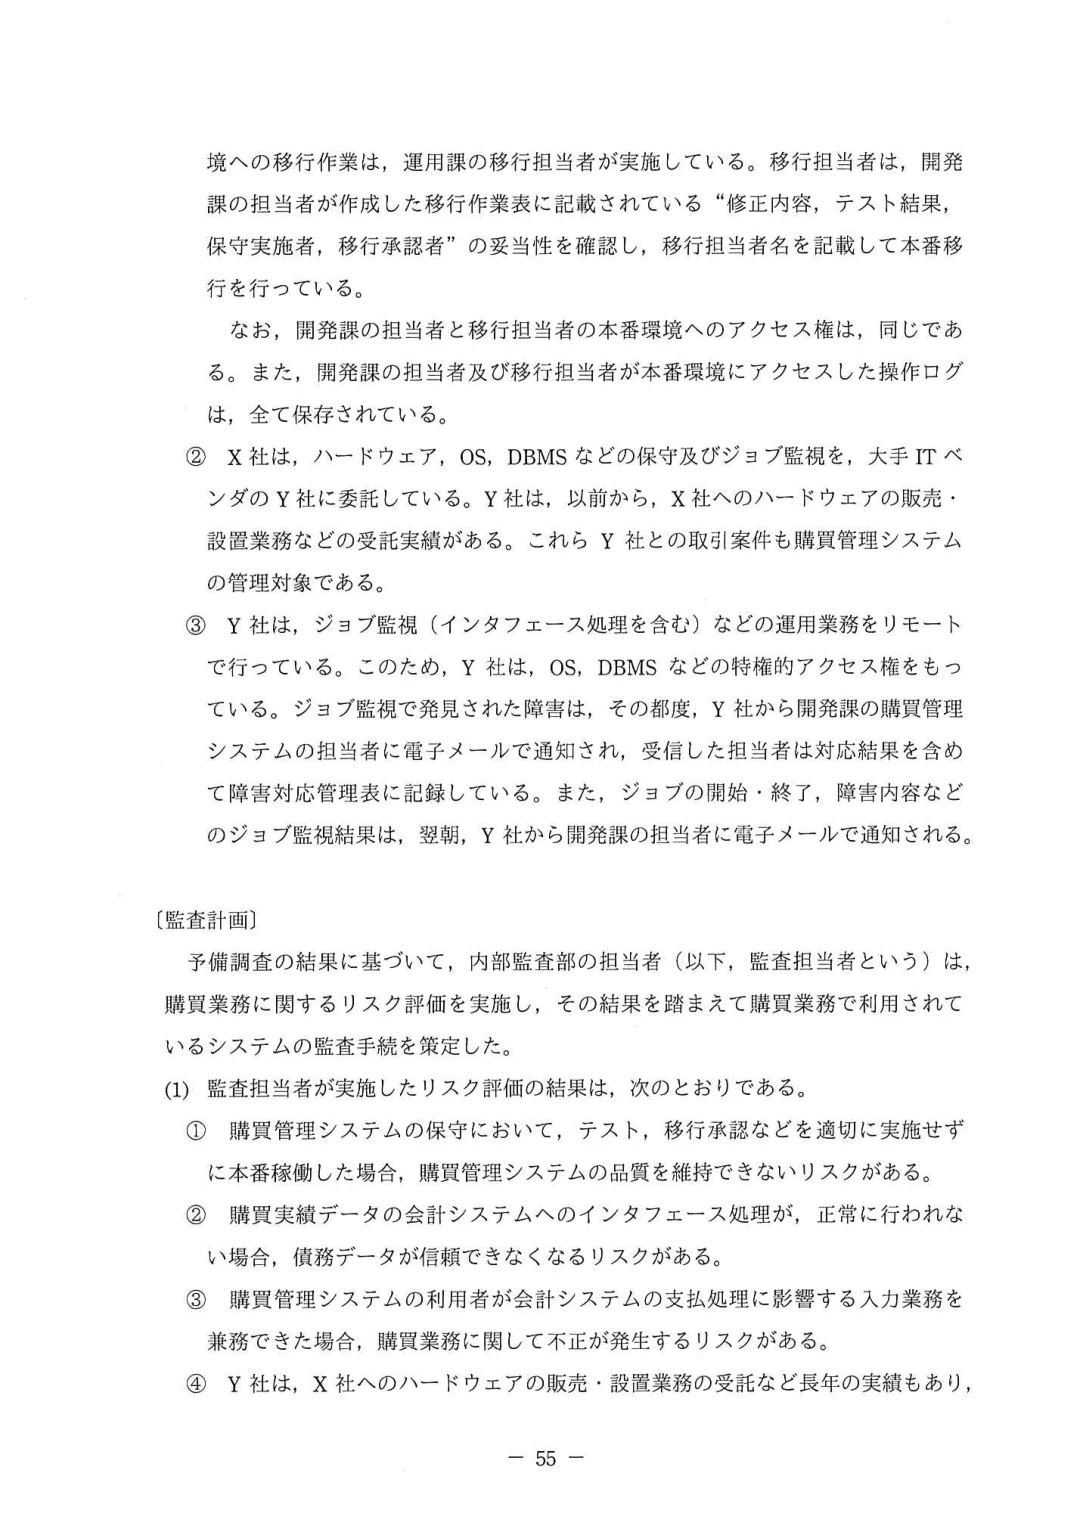 境への移行作業は，運用課の移行担当者が実施している。移行担当者は，開発
課の担当者が作成した移行作業表に記載されている“修正内容，テスト結果，
保守実施者，移行承認者”の妥当性を確認し，移行担当者名を記載して本番移
行を行っている。
なお，開発課の担当者と移行担当者の本番環境へのアクセス権は，同じであ
る。また，開発課の担当者及び移行担当者が本番環境にアクセスした操作ログ
は，全て保存されている。
② X 社は，ハードウェア，OS，DBMS などの保守及びジョブ監視を，大手 IT ベ
ンダの Y 社に委託している。Y 社は，以前から，X 社へのハードウェアの販売・
設置業務などの受託実績がある。これら Y 社との取引案件も購買管理システム
の管理対象である。
③ Y 社は，ジョブ監視（インタフェース処理を含む）などの運用業務をリモート
で行っている。このため，Y 社は，OS，DBMS などの特権的アクセス権をもっ
ている。ジョブ監視で発見された障害は，その都度，Y 社から開発課の購買管理
システムの担当者に電子メールで通知され，受信した担当者は対応結果を含め
て障害対応管理表に記録している。また，ジョブの開始・終了，障害内容など
のジョブ監視結果は，翌朝，Y 社から開発課の担当者に電子メールで通知される。
〔監査計画〕
予備調査の結果に基づいて，内部監査部の担当者（以下，監査担当者という）は，
購買業務に関するリスク評価を実施し，その結果を踏まえて購買業務で利用されて
いるシステムの監査手続を策定した。
(1) 監査担当者が実施したリスク評価の結果は，次のとおりである。
① 購買管理システムの保守において，テスト，移行承認などを適切に実施せず
に本番稼働した場合，購買管理システムの品質を維持できないリスクがある。
② 購買実績データの会計システムへのインタフェース処理が，正常に行われな
い場合，債務データが信頼できなくなるリスクがある。
③ 購買管理システムの利用者が会計システムの支払処理に影響する入力業務を
兼務できた場合，購買業務に関して不正が発生するリスクがある。
④ Y 社は，X 社へのハードウェアの販売・設置業務の受託など長年の実績もあり，
－ 55 －